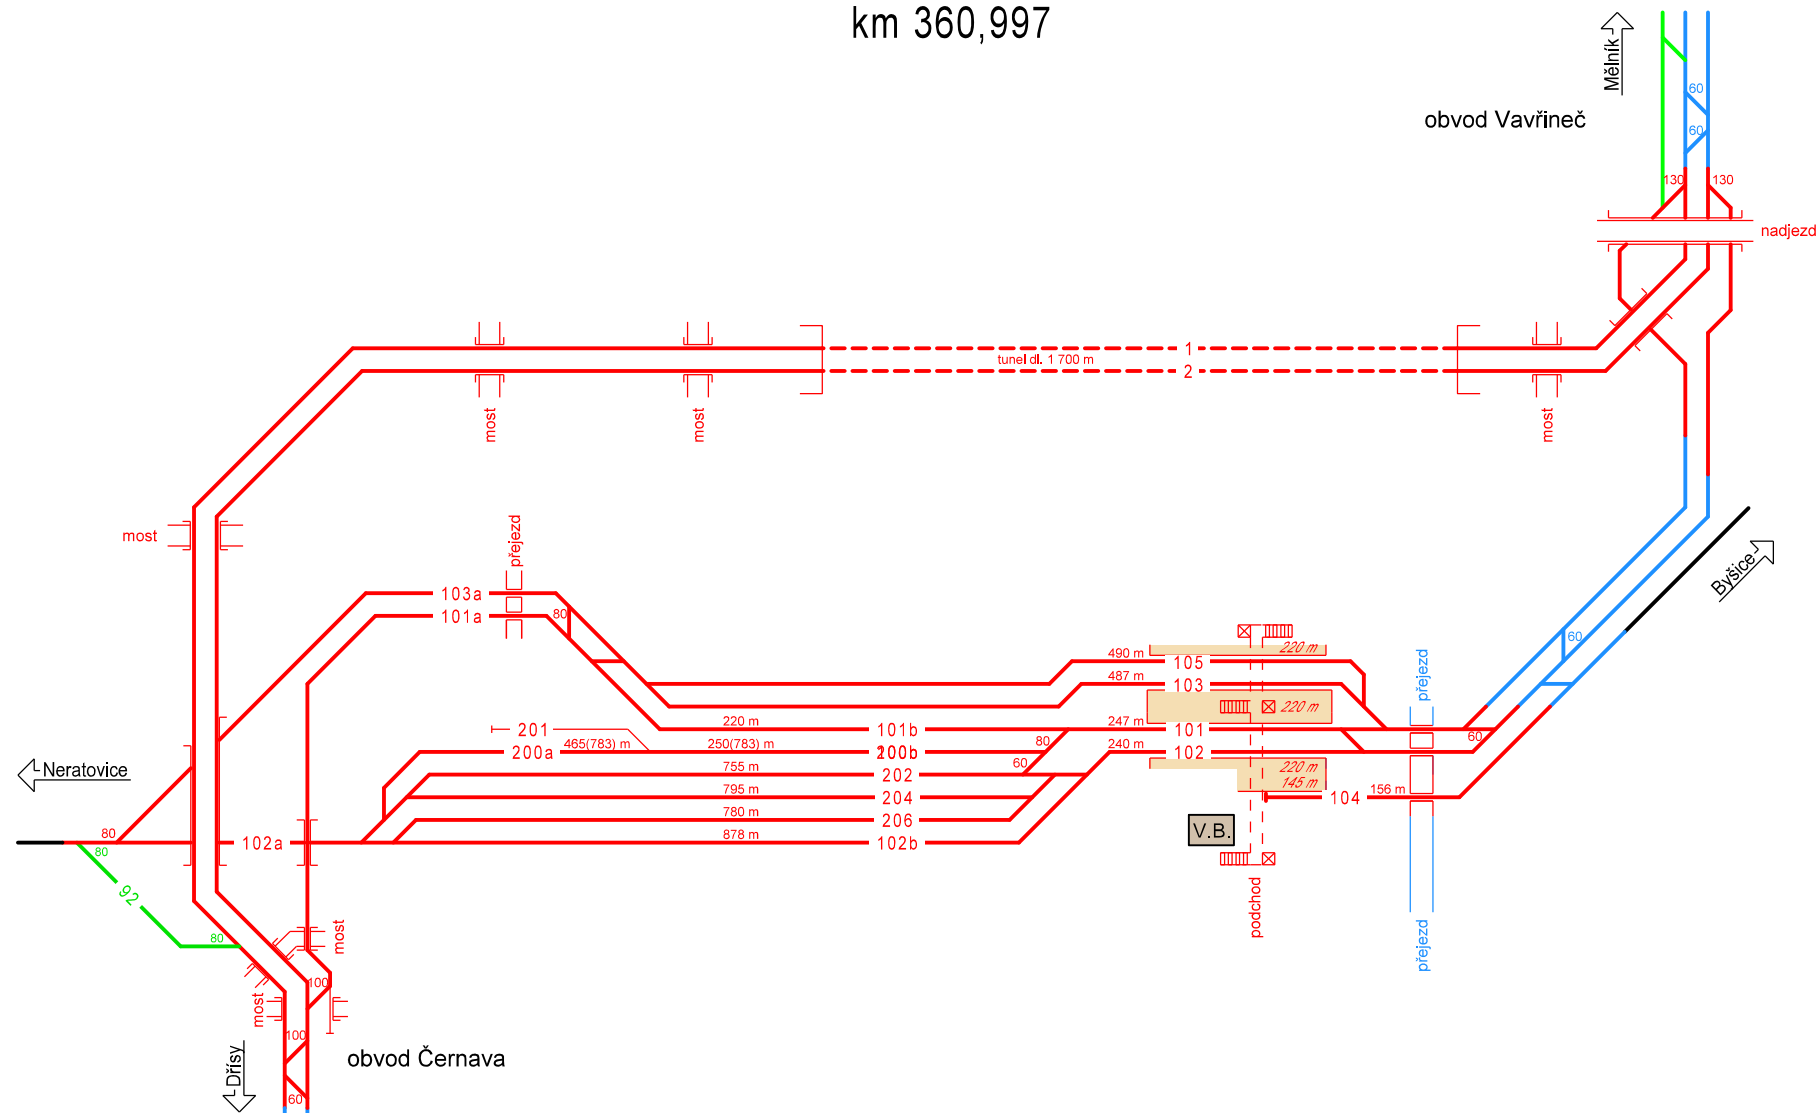 km 360,997
Mělník
obvod Vavřineč
60
60
130
130
nadjezd
1
tunel dl. 1 700 m
2
most
most
most
most
přejezd
103a
101a
80
60
Byšice
přejezd
490 m
105
220 m
487 m
103
220 m
220 m
101b
247 m
101
60
201
80
200a
465(783) m
250(783) m
200b
240 m
102
60
755 m
202
220 m
145 m
795 m
204
104
156 m
780 m
206
V.B.
878 m
102b
Neratovice
80
102a
80
92
80
podchod
přejezd
most
100
most
100
obvod Černava
Dřísy
60